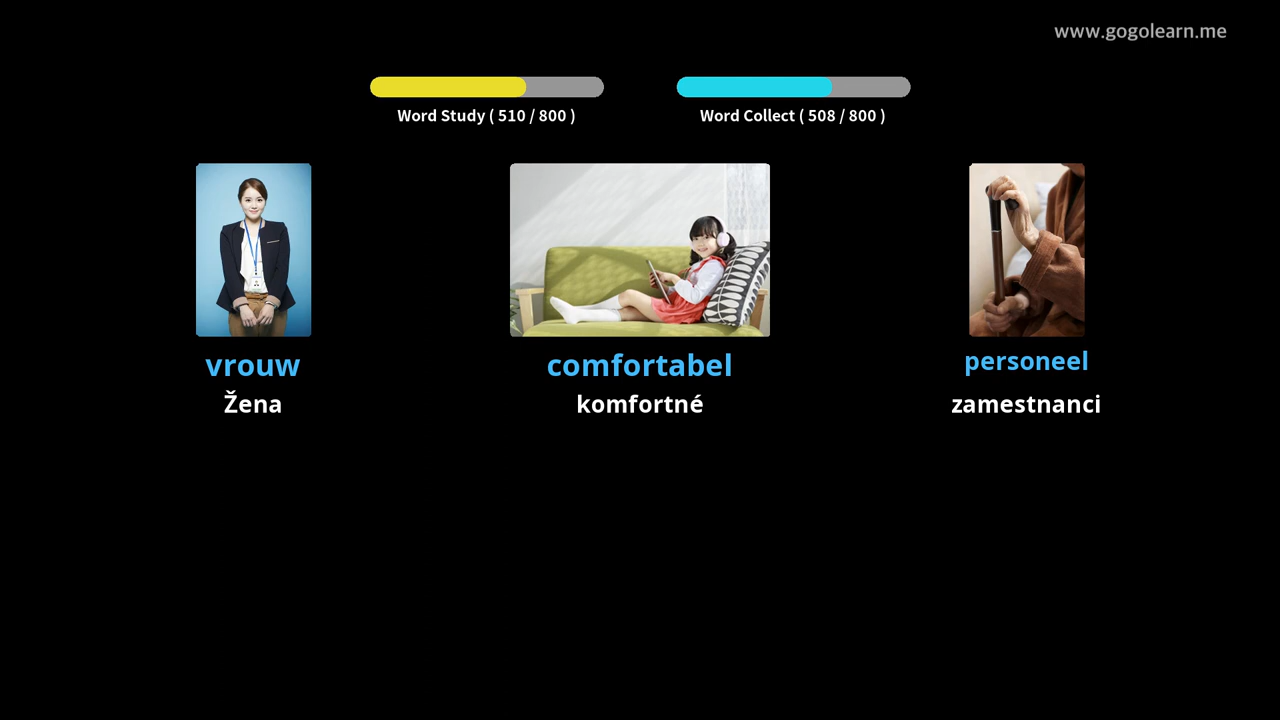 www.gogolearn.me
Word Study ( 510 / 800 )
Word Collect ( 508 / 800 )
vrouw
Žena
comfortabel
komfortné
personeel
zamestnanci